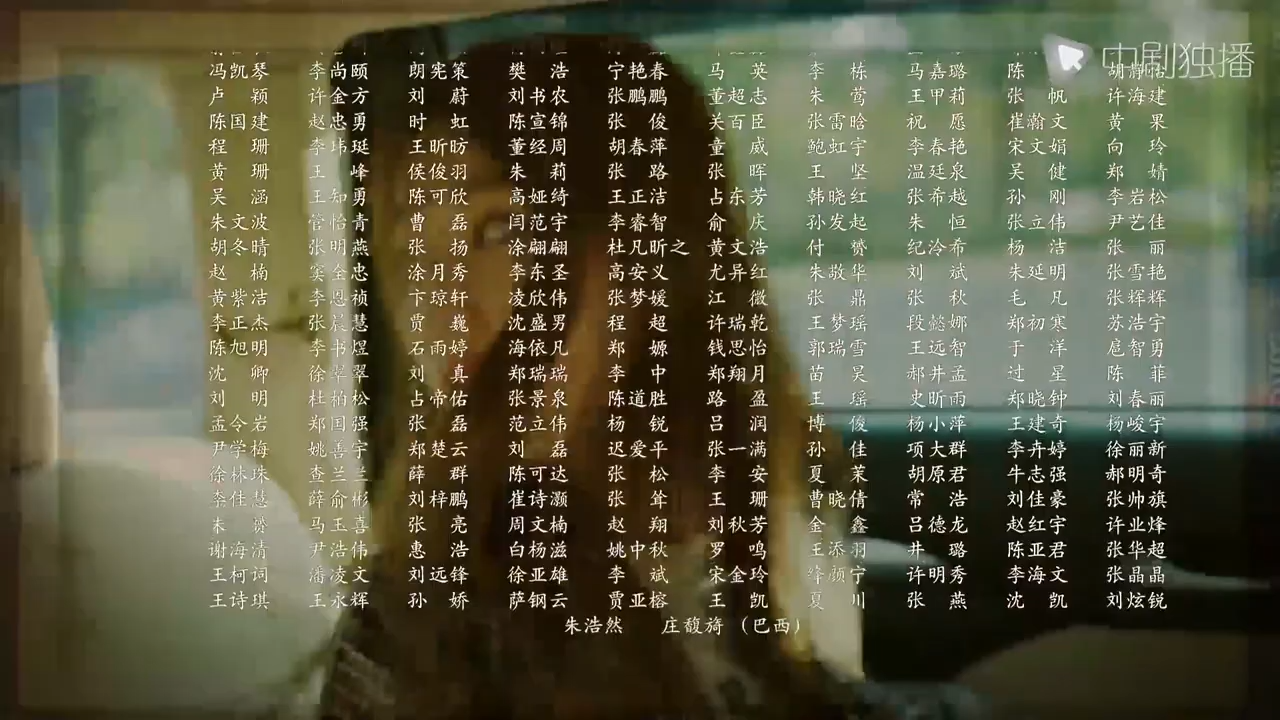 中剧独播
冯凯琴 李尚颐 朗宪策 樊 浩 宁艳春 马 英 李 栋 马嘉璐 陈
卢 颖 许金方 刘 蔚 刘书农 张鹏鹏 董超志 朱 莺 王甲莉 张 帆 许海建
陈国建 赵忠勇 时 虹 陈宣锦 张 俊 关百臣 张雷晗 祝 愿 崔瀚文 黄 果
程 珊 李玮珽 王昕昉 董经周 胡春萍 童 威 鲍虹宇 李春艳 宋文娟 向 玲
黄 珊 王 峰 侯俊羽 朱 莉 张 路 张 晖 王 坚 温廷泉 吴 健 郑 婧
吴 涵 王知勇 陈可欣 高娅绮 王正洁 占东芳 韩晓红 张希越 孙 刚 李岩松
朱文波 管怡青 曹 磊 闫范宇 李睿智 俞 庆 孙发起 朱 恒 张立伟 尹艺佳
胡冬晴 张明燕 张 扬 涂翩翩 杜凡昕之 黄文浩 付 赟 纪泠希 杨 洁 张 丽
赵 楠 窦全忠 涂月秀 李东圣 高安义 尤异红 朱敬华 刘 斌 朱延明 张雪艳
黄紫洁 李恩祯 卞琼轩 凌欣伟 张梦媛 江 微 张 鼎 张 秋 毛 凡 张辉辉
李正杰 张晨慧 贾 巍 沈盛男 程 超 许瑞乾 王梦瑶 段懿娜 郑初寒 苏浩宇
陈旭明 李书煜 石雨婷 海依凡 郑 嫄 钱思怡 郭瑞雪 王远智 于 洋 扈智勇
沈 卿 徐翠翠 刘 真 郑瑞瑞 李 中 郑翔月 苗 昊 郝井孟 过 星 陈 菲
刘 明 杜柏松 占帝佑 张景泉 陈道胜 路 盈 王 瑶 史昕雨 郑晓钟 刘春丽
孟令岩 郑国强 张 磊 范立伟 杨 锐 吕 润 博 俊 杨小萍 王建奇 杨峻宇
尹学梅 姚善宇 郑楚云 刘 磊 迟爱平 张一满 孙 佳 项大群 李卉婷 徐丽新
徐林珠 查兰兰 薛 群 陈可达 张 松 李 安 夏 茉 胡原君 牛志强 郝明奇
李佳慧 薛俞彬 刘梓鹏 崔诗灏 张 耸 王 珊 曹晓倩 常 浩 刘佳豪 张帅旗
朱 爵 马玉喜 张 亮 周文楠 赵 翔 刘秋芳 金 鑫 吕德龙 赵红宇 许业烽
谢海清 尹浩伟 惠 浩 白杨滋 姚中秋 罗 鸣 王添羽 井 璐 陈亚君 张华超
王柯词 潘凌文 刘远锋 徐亚雄 李 斌 宋金玲 绛颜宁 许明秀 李海文 张晶晶
王诗琪 王永辉 孙 娇 萨钢云 贾亚榕 王 凯 夏 川 张 燕 沈 凯 刘炫锐
朱浩然 庄馥旖（巴西）